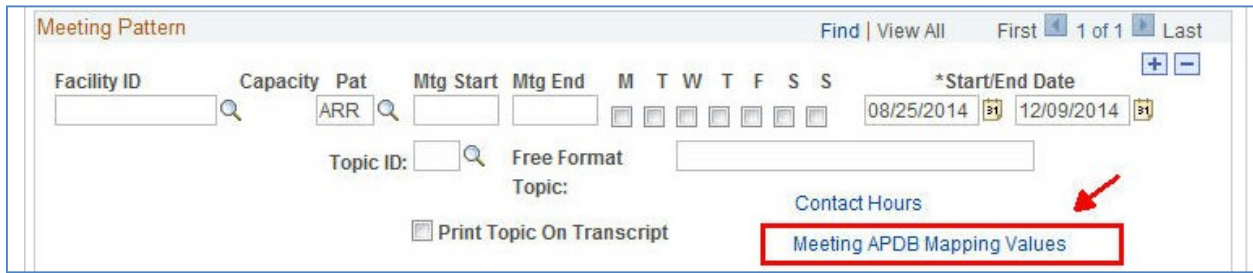 Meeting Pattern Find | View All First 1 of 1 Last
Facility ID Capacity Pat Mtg Start Mtg End M T W T F S S *Start/End Date
ARR 08/25/2014 31 12/09/2014 31
Topic ID: Free Format
Topic:
Contact Hours
Print Topic On Transcript
Meeting APDB Mapping Values